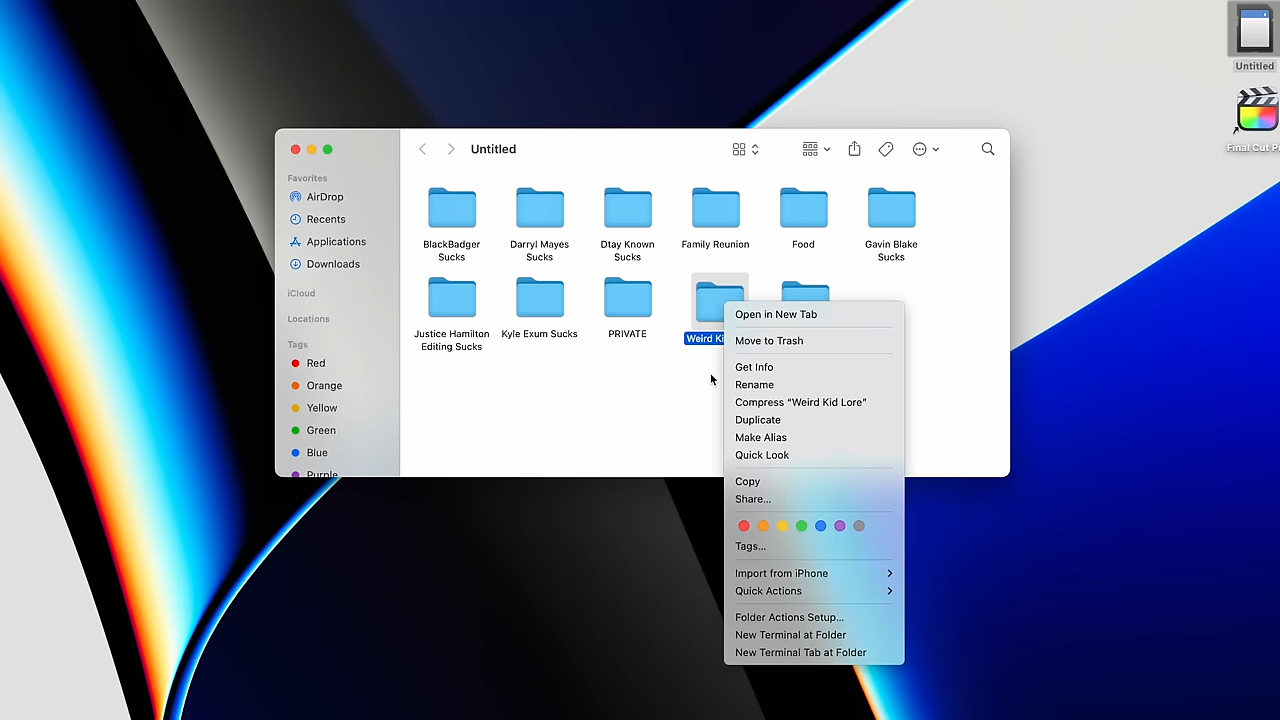 Untitled
Final Cut P
Untitled
Favorites
AirDrop
Recents
Applications
Downloads
iCloud
Locations
Tags
Red
Orange
Yellow
Green
Blue
Purple
BlackBadger
Sucks
Darryl Mayes
Sucks
Dtay Known
Sucks
Family Reunion
Food
Gavin Blake
Sucks
Justice Hamilton
Editing Sucks
Kyle Exum Sucks
PRIVATE
Weird Ki
Open in New Tab
Move to Trash
Get Info
Rename
Compress “Weird Kid Lore”
Duplicate
Make Alias
Quick Look
Copy
Share...
Tags...
Import from iPhone
Quick Actions
Folder Actions Setup...
New Terminal at Folder
New Terminal Tab at Folder